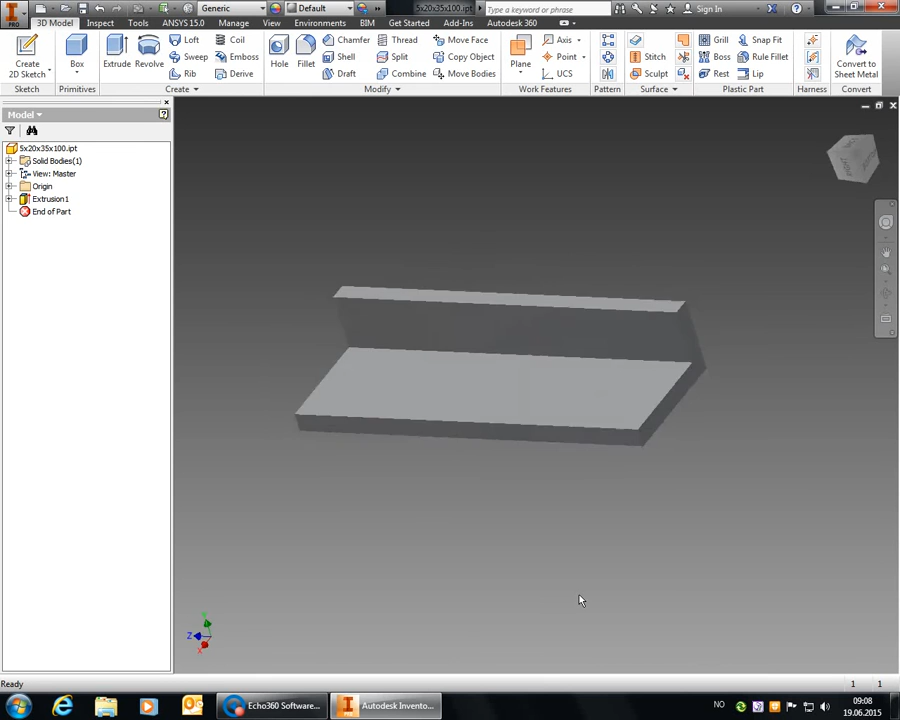 Generic
Default
5x20x35x100.ipt
Type a keyword or phrase
Sign In
PRO
3D Model Inspect Tools ANSYS 15.0 Manage View Environments BIM Get Started Add-Ins Autodesk 360
Loft Coil Chamfer Thread Move Face Axis Grill Snap Fit
Create 2D Sketch Box Extrude Revolve Sweep Emboss Hole Fillet Shell Split Copy Object Plane Point Stitch Boss Rule Fillet Convert to Sheet Metal
Rib Derive Draft Combine Move Bodies UCS Sculpt Rest Lip
Sketch Primitives Create Modify Work Features Pattern Surface Plastic Part Harness Convert
Model
5x20x35x100.ipt
Solid Bodies(1)
View: Master
Origin
Extrusion1
End of Part
Z
Ready
1 1
Echo360 Software...
Autodesk Invento...
NO
09:08
19.06.2015